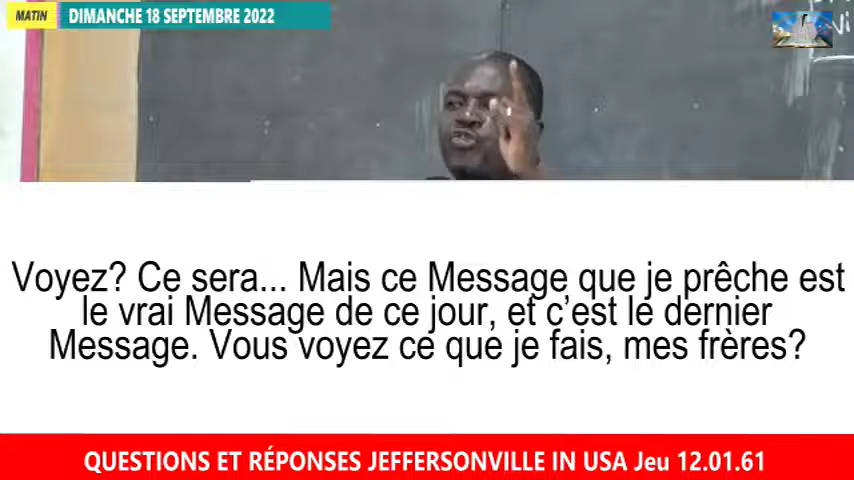 MATIN
DIMANCHE 18 SEPTEMBRE 2022
Voyez? Ce sera... Mais ce Message que je prêche est
le vrai Message de ce jour, et c’est le dernier
Message. Vous voyez ce que je fais, mes frères?
QUESTIONS ET RÉPONSES JEFFERSONVILLE IN USA Jeu 12.01.61